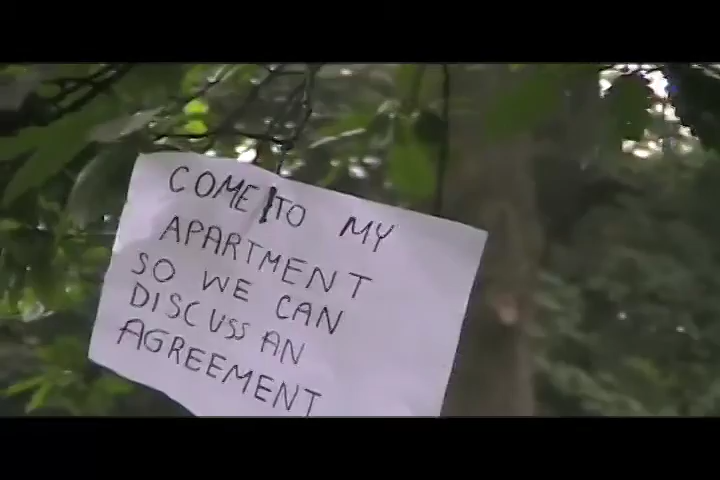 COME TO MY
APARTMENT
SO WE CAN
DISCUSS AN
AGREEMENT